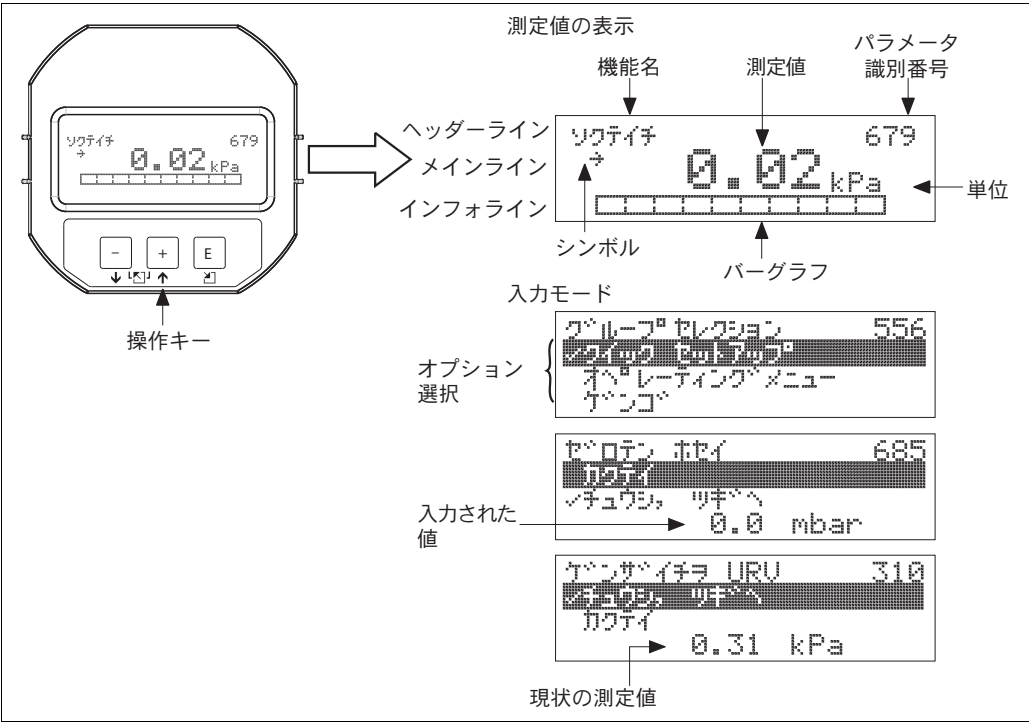 測定値の表示
機能名
測定値
パラメータ
識別番号
ソクテイチ 679
0.02 kPa
- + E
操作キー
ヘッダーライン
メインライン
インフォライン
ソクテイチ 679
0.02 kPa
単位
シンボル
バーグラフ
入力モード
オプション
選択
グループ セレクション 556
✓クイック セットアップ
オペレーティングメニュー
ゲンゴ
ゼロテン ホセイ 685
カクテイ
✓チュウシ, ツギヘ
0.0 mbar
入力された
値
ゲンザイチヲ URV 310
✓チュウシ, ツギヘ
カクテイ
0.31 kPa
現状の測定値